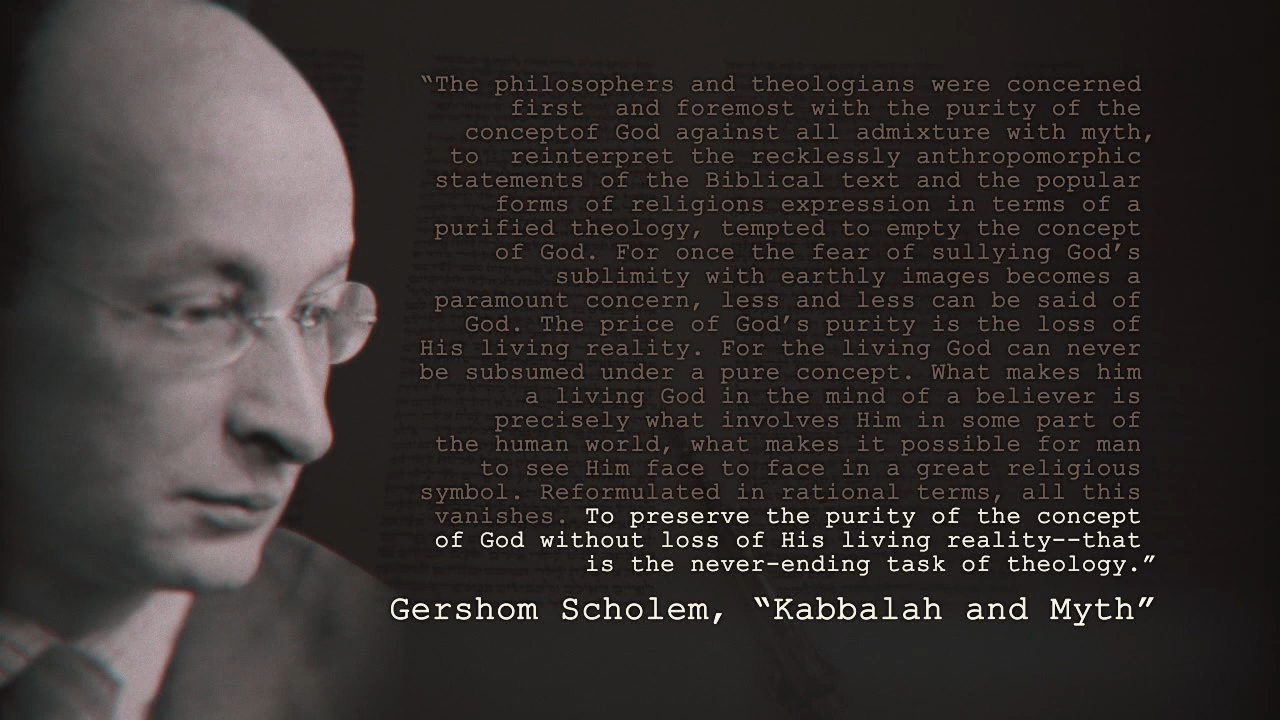 “The philosophers and theologians were concerned
first and foremost with the purity of the
conceptof God against all admixture with myth,
to reinterpret the recklessly anthropomorphic
statements of the Biblical text and the popular
forms of religions expression in terms of a
purified theology, tempted to empty the concept
of God. For once the fear of sullying God’s
sublimity with earthly images becomes a
paramount concern, less and less can be said of
God. The price of God’s purity is the loss of
His living reality. For the living God can never
be subsumed under a pure concept. What makes him
a living God in the mind of a believer is
precisely what involves Him in some part of
the human world, what makes it possible for man
to see Him face to face in a great religious
symbol. Reformulated in rational terms, all this
vanishes. To preserve the purity of the concept
of God without loss of His living reality--that
is the never-ending task of theology.”
Gershom Scholem, “Kabbalah and Myth”